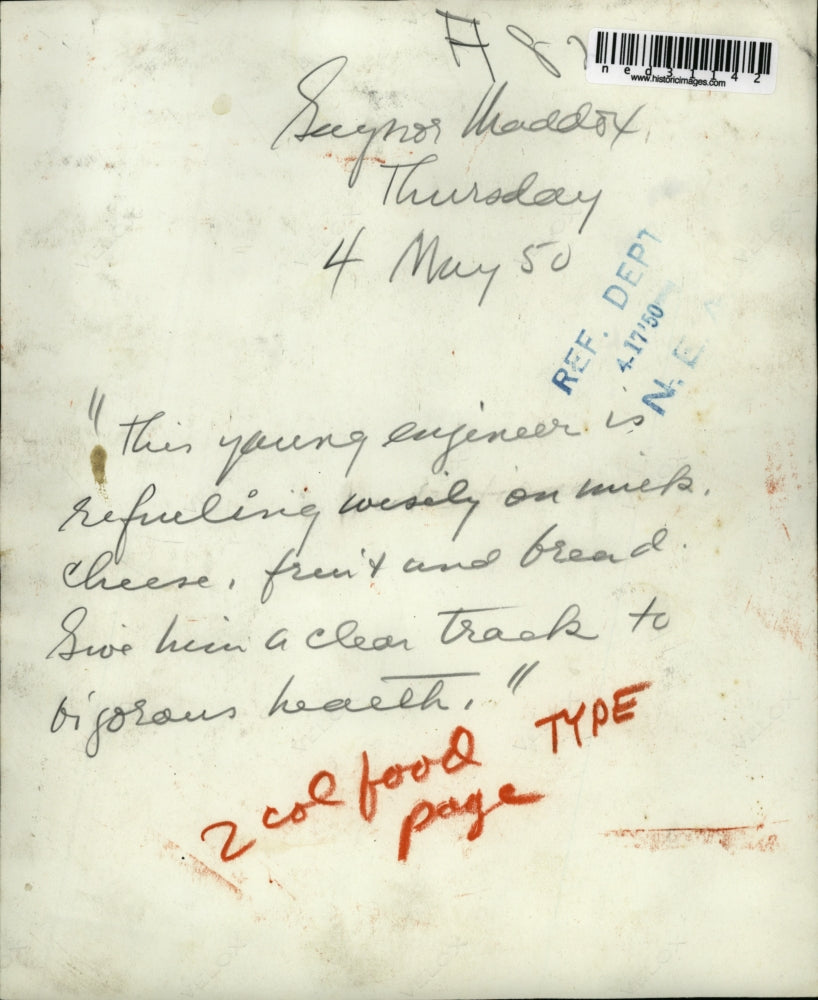 A
ned31142
www.historicimages.com
Gaynor Maddox
Thursday
4 May 50
REF. DEPT
4-17'50
N. E. A
"This young engineer is
refueling wisely on milk,
cheese, fruit and bread.
Give him a clear track to
vigorous health."
2 col food TYPE
page